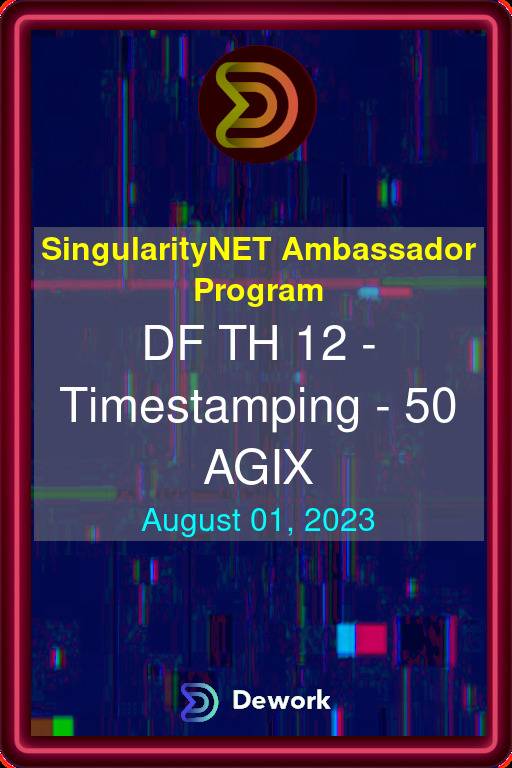 SingularityNET Ambassador
Program
DF TH 12 -
Timestamping - 50
AGIX
August 01, 2023
Dework